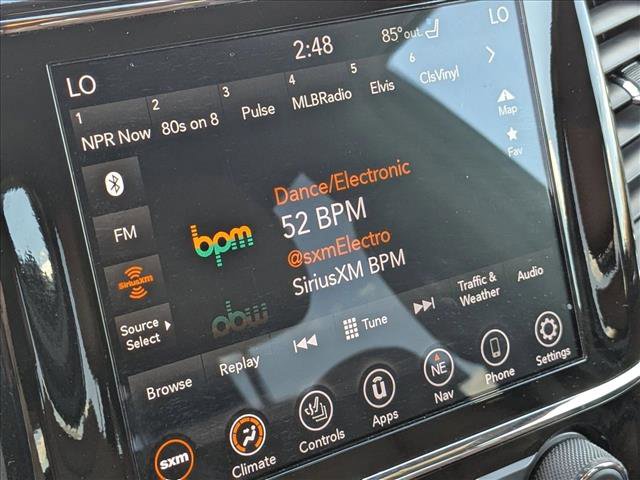 2:48
85° out.
LO
LO
1 NPR Now
2 80s on 8
3 Pulse
4 MLBRadio
5 Elvis
6 ClsVinyl
Map
Fav
FM
SiriusXM
Source
Select
bpm
Dance/Electronic
52 BPM
@sxmElectro
SiriusXM BPM
Browse
Replay
Tune
Traffic &
Weather
Audio
sxm
Climate
Controls
Apps
NE
Nav
Phone
Settings